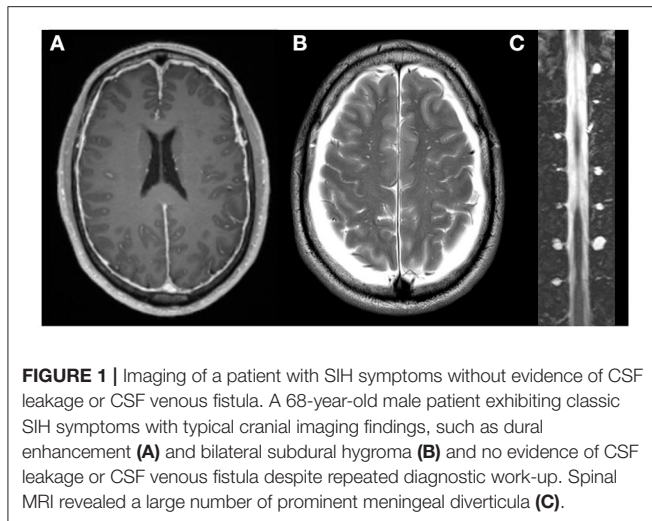 A
B
C
FIGURE 1 | Imaging of a patient with SIH symptoms without evidence of CSF
leakage or CSF venous fistula. A 68-year-old male patient exhibiting classic
SIH symptoms with typical cranial imaging findings, such as dural
enhancement (A) and bilateral subdural hygroma (B) and no evidence of CSF
leakage or CSF venous fistula despite repeated diagnostic work-up. Spinal
MRI revealed a large number of prominent meningeal diverticula (C).